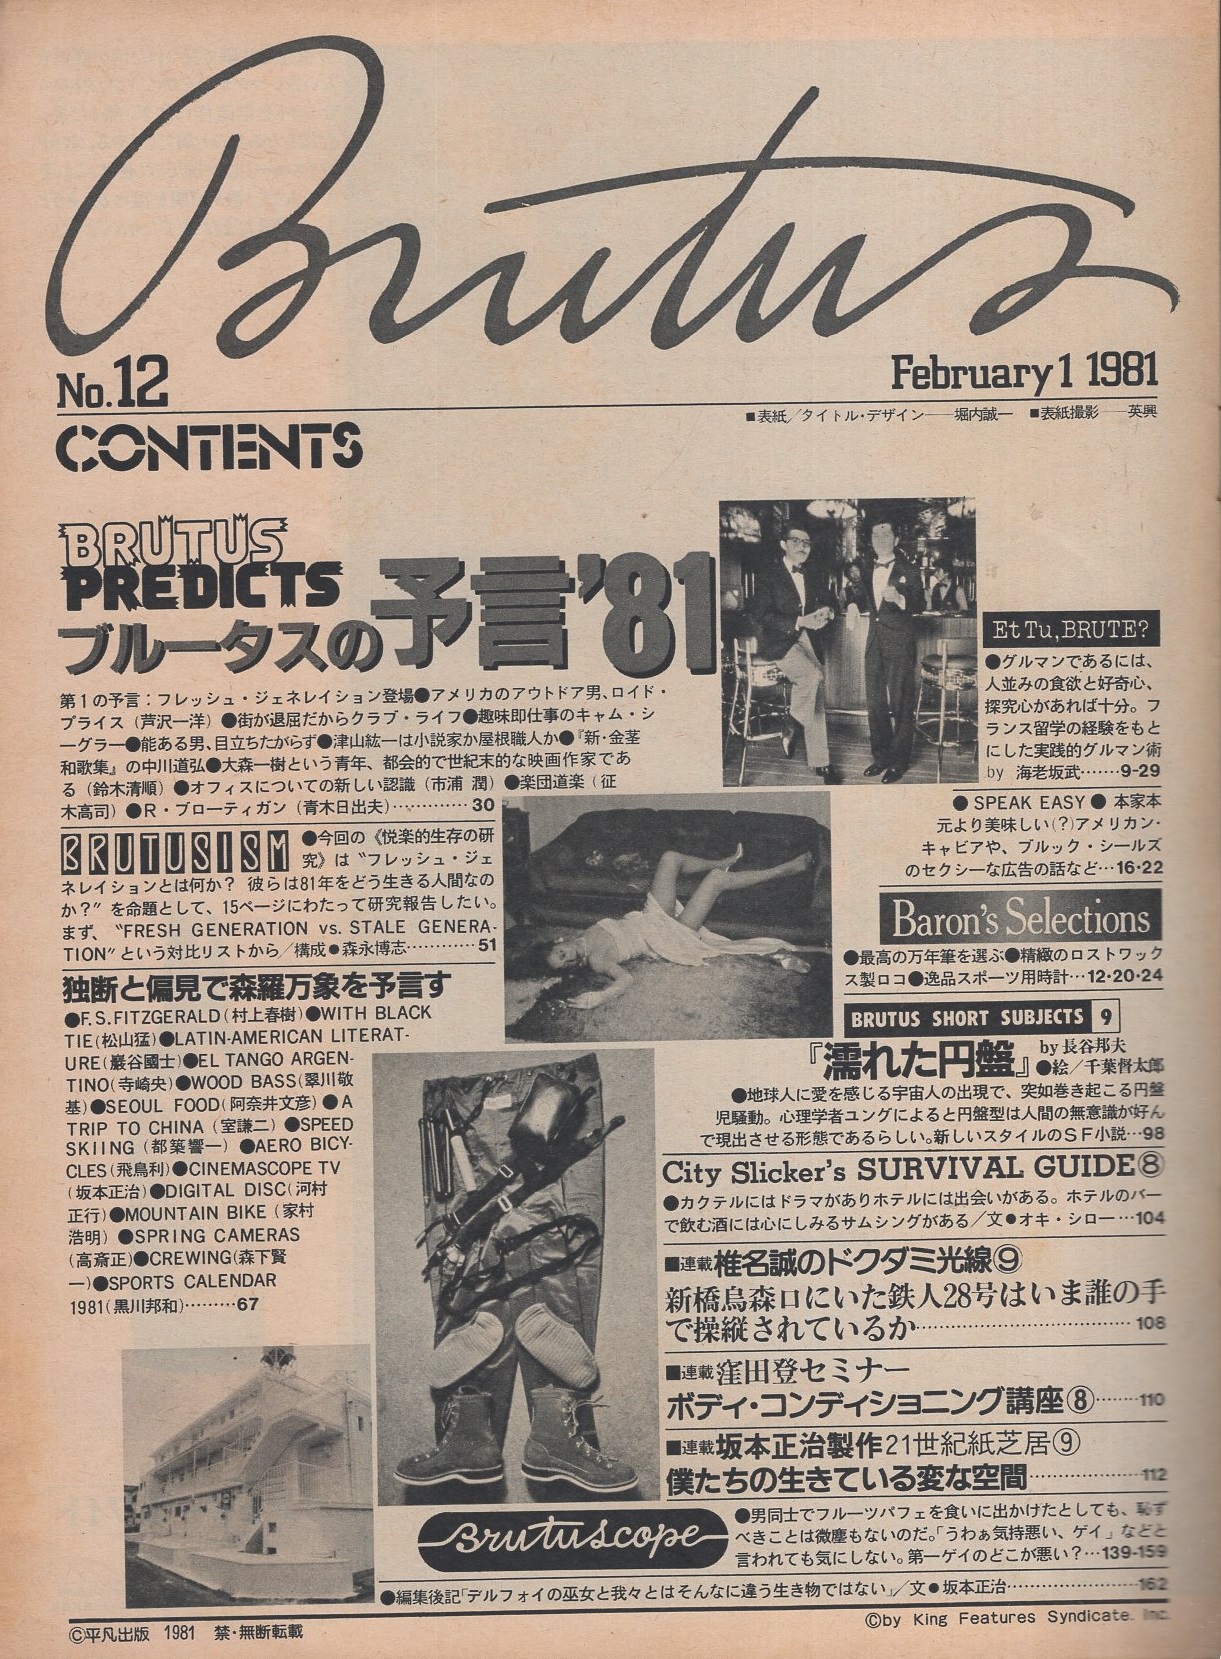 Brutus
No.12
February 1 1981
■表紙/タイトル・デザイン——堀内誠一 ■表紙撮影——英興
CONTENTS
BRUTUS
PREDICTS
ブルータスの予言'81
第1の予言：フレッシュ・ジェネレイション登場●アメリカのアウトドア男、ロイド・
プライス（芦沢一洋）●街が退屈だからクラブ・ライフ●趣味即仕事のキャム・シ
ーグラー●能ある男、目立ちたがらず●津山紘一は小説家か屋根職人か●『新・金茎
和歌集』の中川道弘●大森一樹という青年、都会的で世紀末的な映画作家であ
る（鈴木清順）●オフィスについての新しい認識（市浦 潤）●楽団道楽（征
木高司）●R・ブローティガン（青木日出夫）…………30
BRUTUSISM
●今回の《悦楽的生存の研
究》は“フレッシュ・ジェ
ネレイションとは何か？ 彼らは81年をどう生きる人間なの
か？”を命題として、15ページにわたって研究報告したい。
まず、“FRESH GENERATION vs. STALE GENERA-
TION”という対比リストから/構成●森永博志…………51
独断と偏見で森羅万象を予言す
●F.S.FITZGERALD（村上春樹）●WITH BLACK
TIE（松山猛）●LATIN-AMERICAN LITERAT-
URE（巖谷國士）●EL TANGO ARGEN-
TINO（寺崎央）●WOOD BASS（翠川敬
基）●SEOUL FOOD（阿奈井文彦）●A
TRIP TO CHINA（室謙二）●SPEED
SKIING（都築響一）●AERO BICY-
CLES（飛鳥利）●CINEMASCOPE TV
（坂本正治）●DIGITAL DISC（河村
正行）●MOUNTAIN BIKE（家村
浩明）●SPRING CAMERAS
（高斎正）●CREWING（森下賢
一）●SPORTS CALENDAR
1981（黒川邦和）………67
Et Tu, BRUTE?
●グルマンであるには、
人並みの食欲と好奇心、
探究心があれば十分。フ
ランス留学の経験をもと
にした実践的グルマン術
by 海老坂武……9-29
●SPEAK EASY●本家本
元より美味しい(？)アメリカン・
キャビアや、ブルック・シールズ
のセクシーな広告の話など…16・22
Baron's Selections
●最高の万年筆を選ぶ●精緻のロストワック
ス製ロコ●逸品スポーツ用時計…12・20・24
BRUTUS SHORT SUBJECTS 9
『濡れた円盤』by 長谷邦夫
●絵/千葉督太郎
●地球人に愛を感じる宇宙人の出現で、突如巻き起こる円盤
児騒動。心理学者ユングによると円盤型は人間の無意識が好ん
で現出させる形態であるらしい。新しいスタイルのSF小説…98
City Slicker's SURVIVAL GUIDE⑧
●カクテルにはドラマがありホテルには出会いがある。ホテルのバー
で飲む酒には心にしみるサムシングがある/文●オキ・シロー…104
■連載 椎名誠のドクダミ光線⑨
新橋烏森口にいた鉄人28号はいま誰の手
で操縦されているか……………………108
■連載 窪田登セミナー
ボディ・コンディショニング講座⑧……110
■連載 坂本正治製作21世紀紙芝居⑨
僕たちの生きている変な空間……………112
Brutuscope
●男同士でフルーツパフェを食いに出かけたとしても、恥ず
べきことは微塵もないのだ。「うわぁ気持悪い、ゲイ」などと
言われても気にしない。第一ゲイのどこが悪い？…139-159
●編集後記「デルフォイの巫女と我々とはそんなに違う生き物ではない」/文●坂本正治……………162
©平凡出版 1981 禁・無断転載
©by King Features Syndicate. Inc.